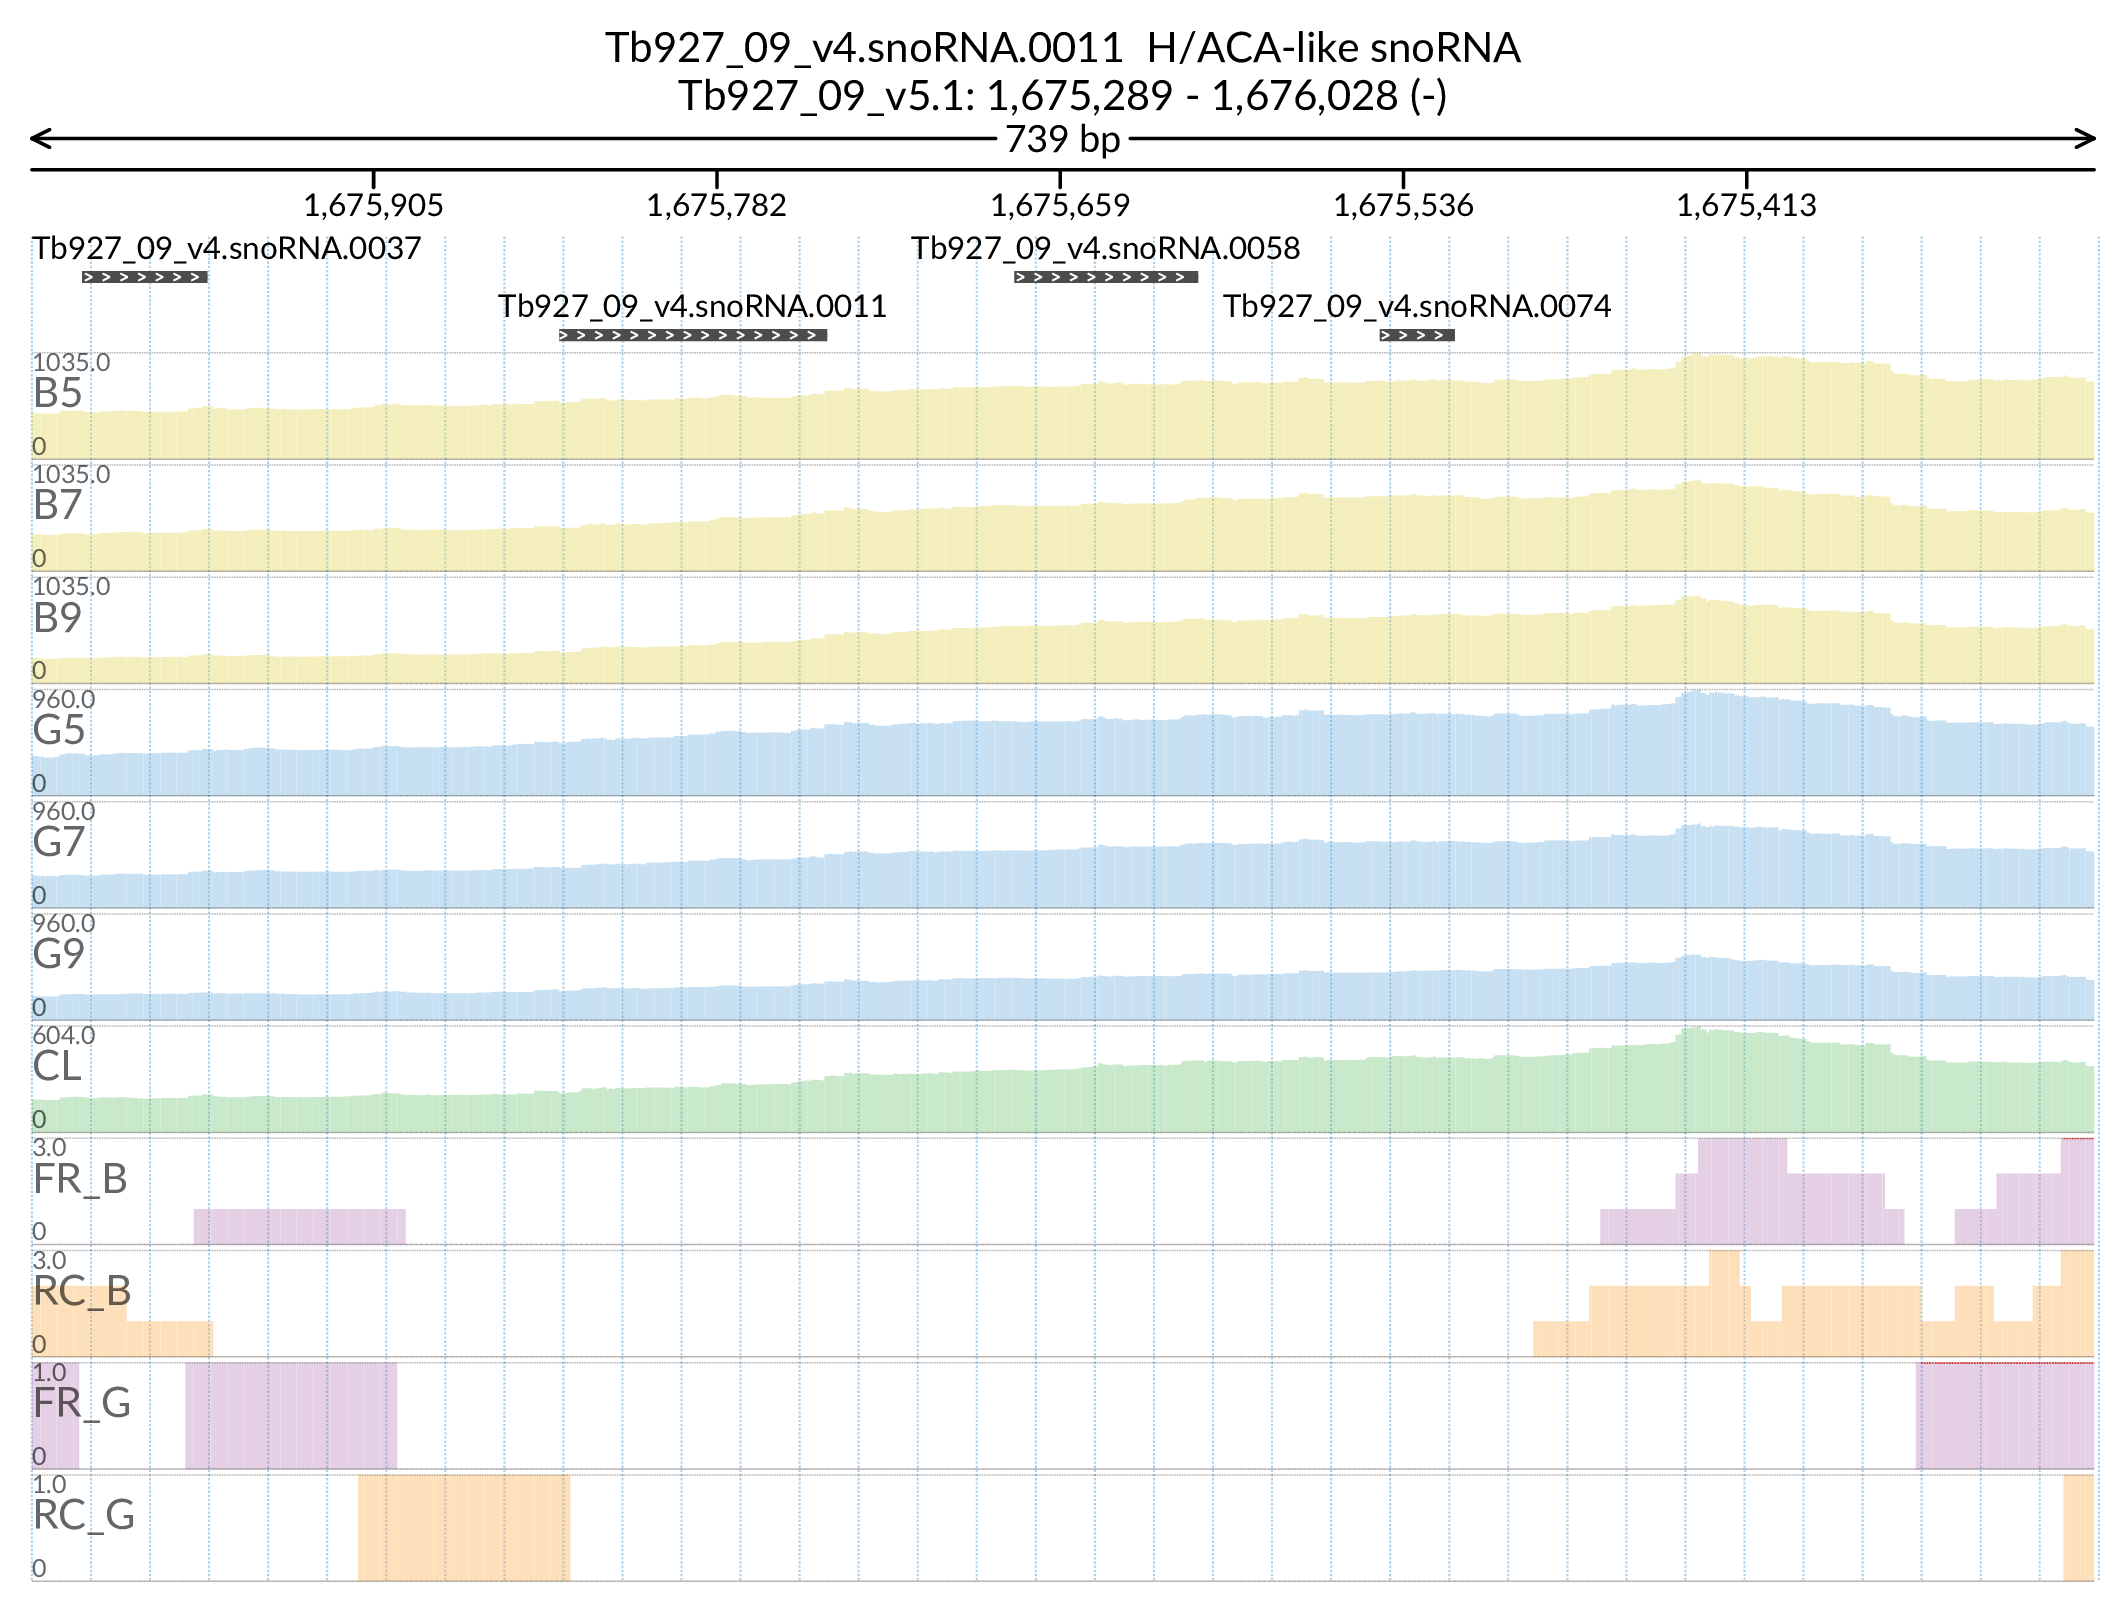 Tb927_09_v4.snoRNA.0011  H/ACA-like snoRNA
Tb927_09_v5.1: 1,675,289 - 1,676,028 (-)
739 bp
1,675,905 1,675,782 1,675,659 1,675,536 1,675,413
Tb927_09_v4.snoRNA.0037 Tb927_09_v4.snoRNA.0058
Tb927_09_v4.snoRNA.0011 Tb927_09_v4.snoRNA.0074
1035.0
B5
0
1035.0
B7
0
1035.0
B9
0
960.0
G5
0
960.0
G7
0
960.0
G9
0
604.0
CL
0
3.0
FR_B
0
3.0
RC_B
0
1.0
FR_G
0
1.0
RC_G
0